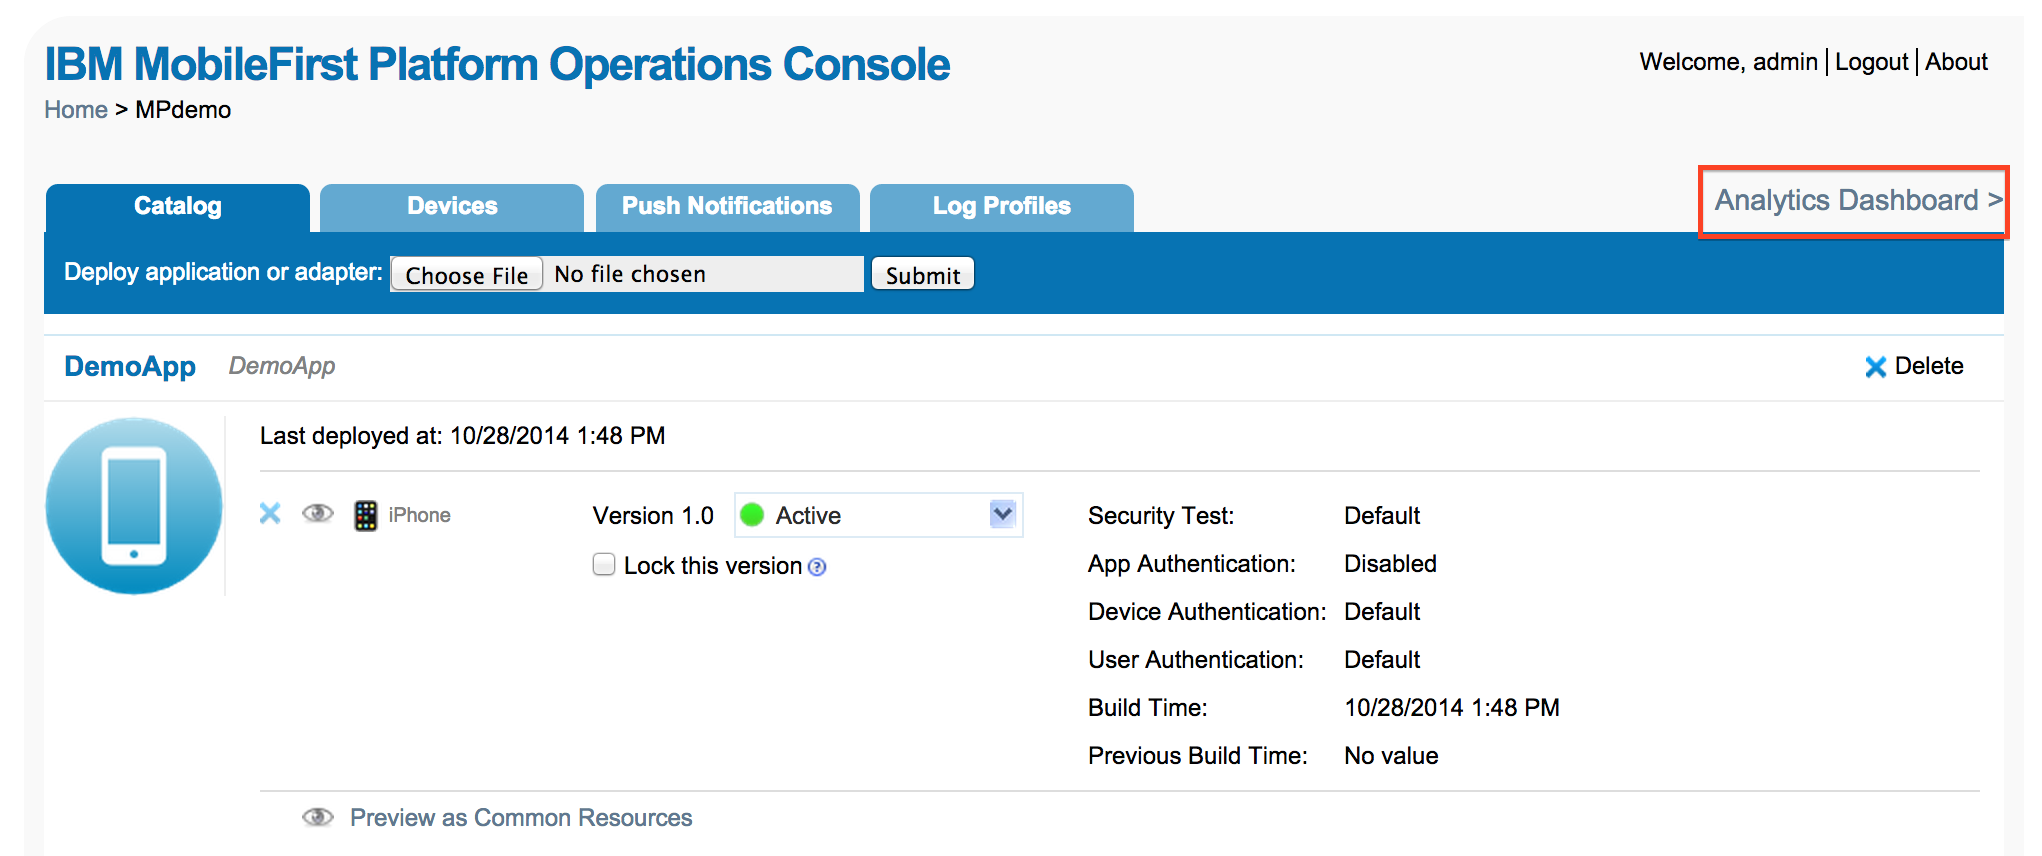 IBM MobileFirst Platform Operations Console
Welcome, admin | Logout | About
Home > MPdemo
Catalog
Devices
Push Notifications
Log Profiles
Analytics Dashboard >
Deploy application or adapter: Choose File No file chosen Submit
DemoApp DemoApp
Delete
Last deployed at: 10/28/2014 1:48 PM
iPhone
Version 1.0 Active
Lock this version ?
Security Test: Default
App Authentication: Disabled
Device Authentication: Default
User Authentication: Default
Build Time: 10/28/2014 1:48 PM
Previous Build Time: No value
Preview as Common Resources